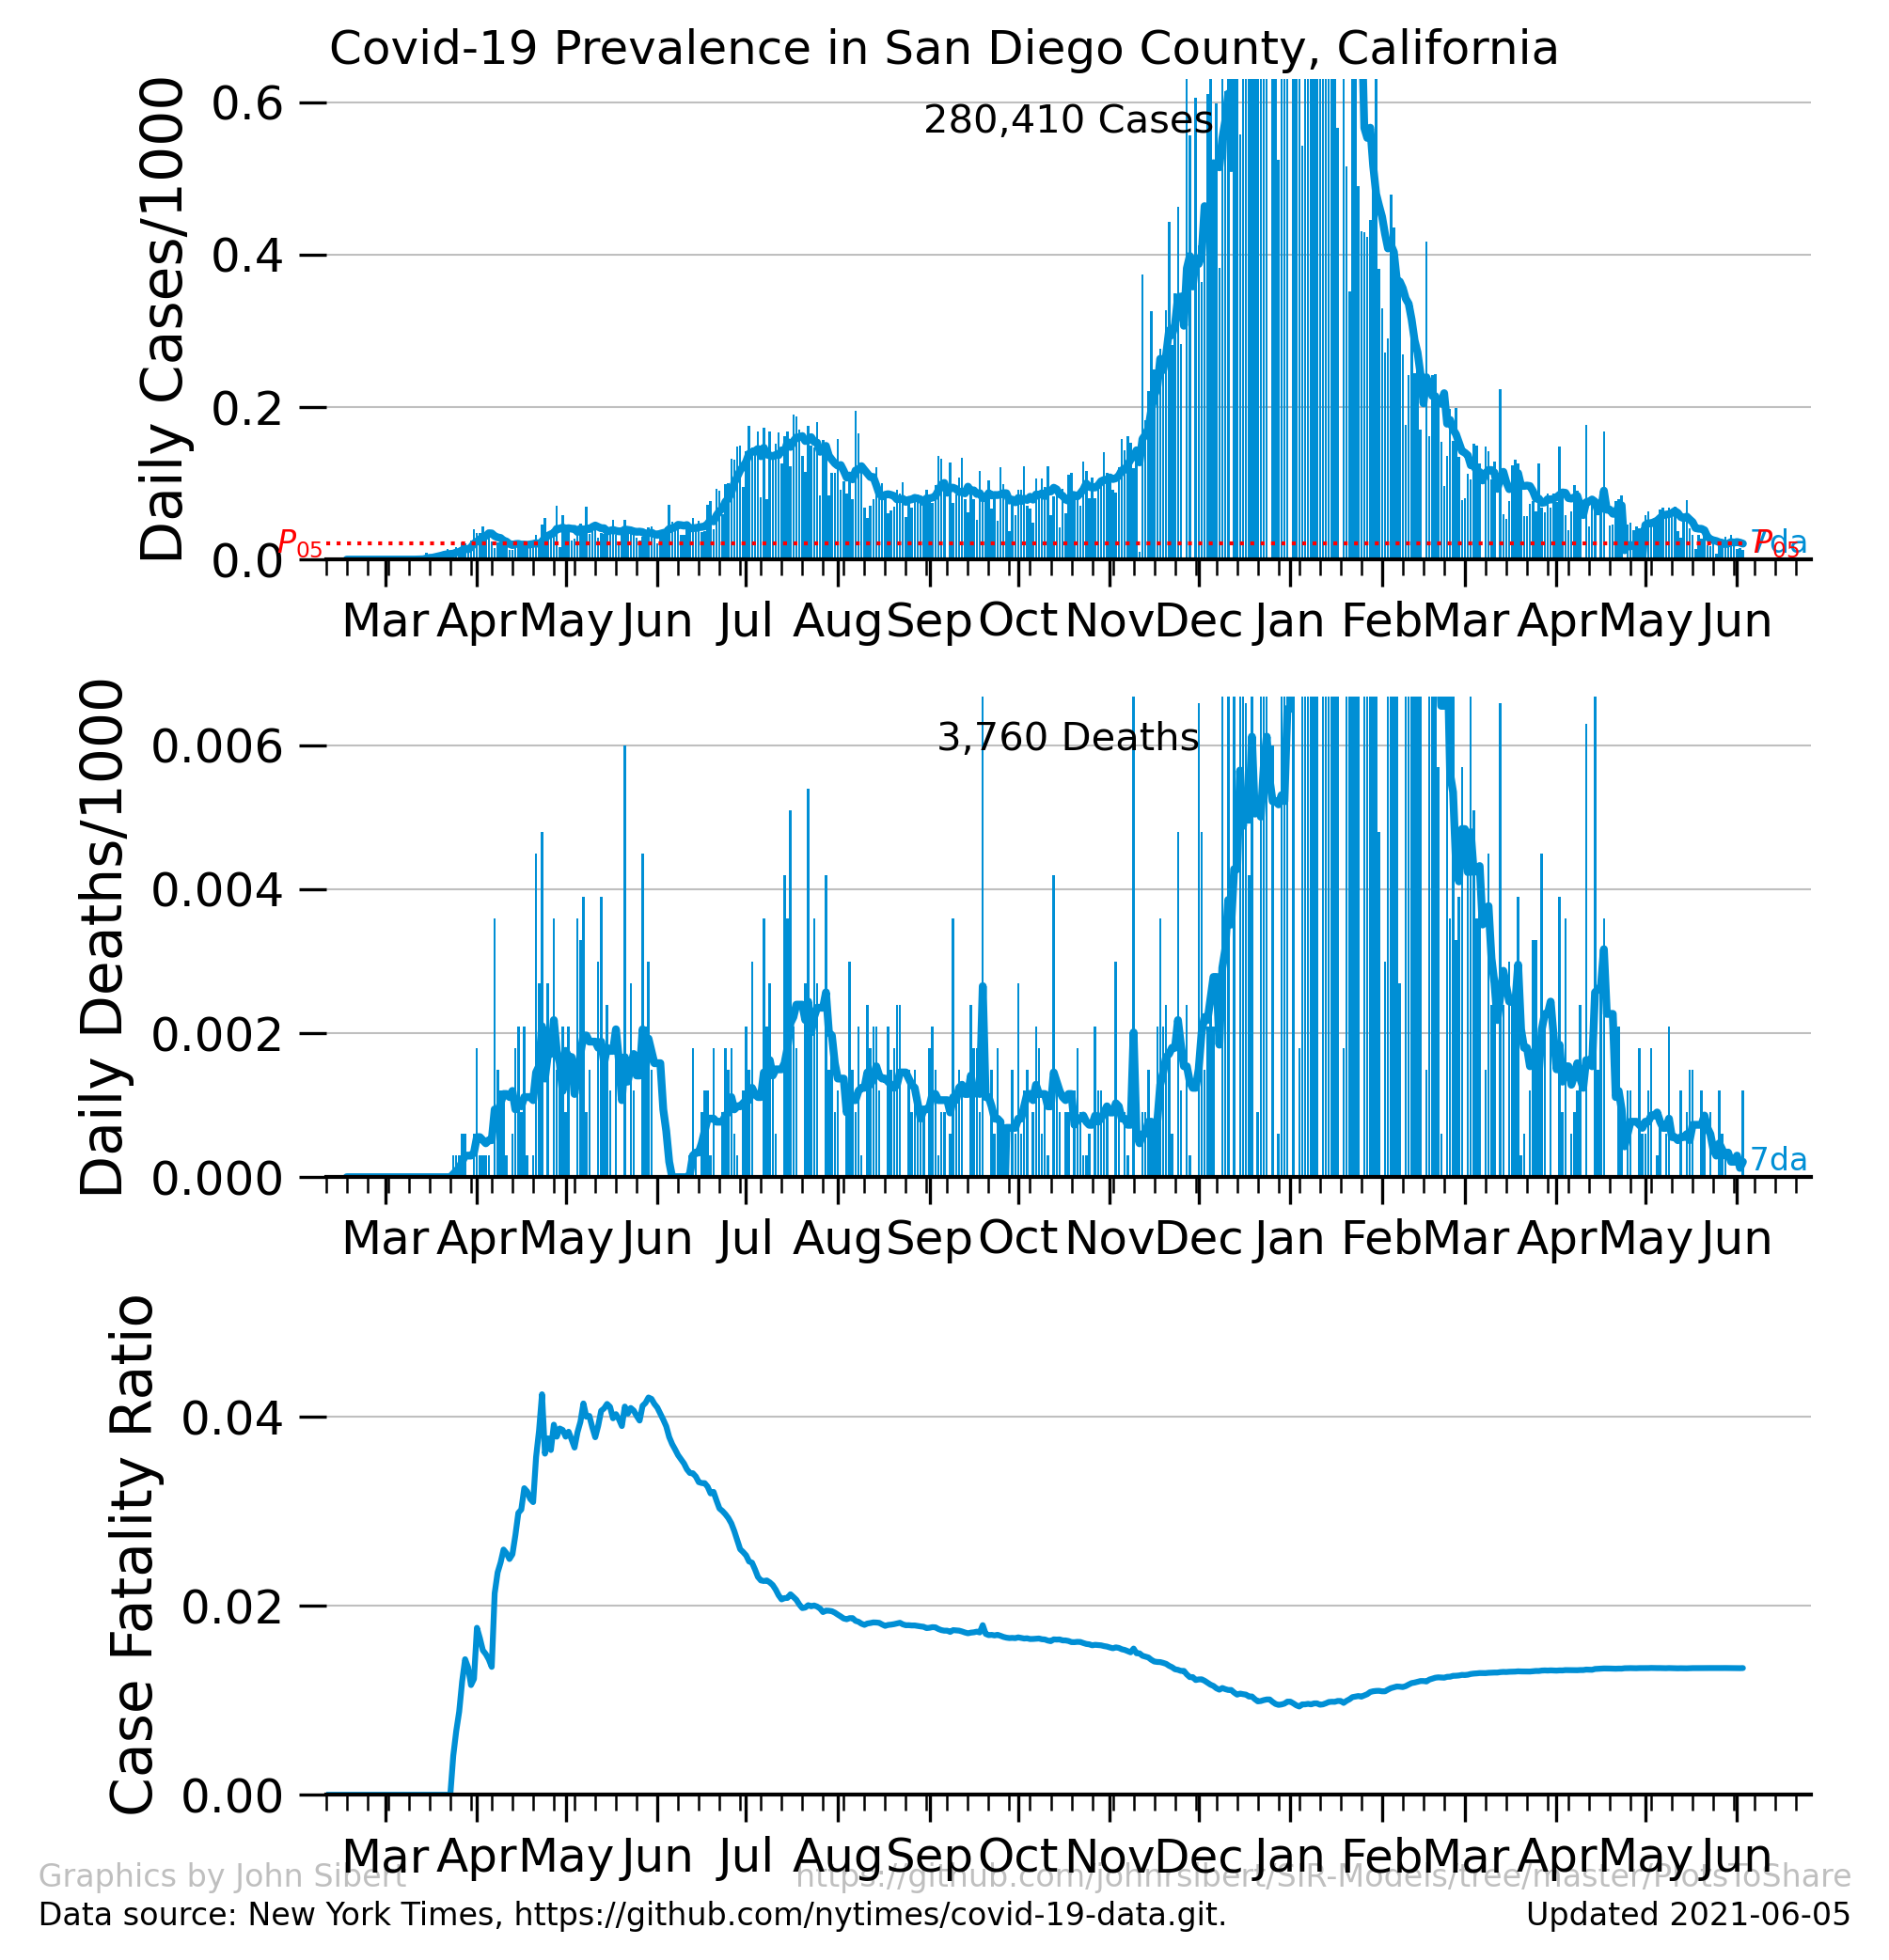 Covid-19 Prevalence in San Diego County, California
Daily Cases/1000
0.6
0.4
0.2
0.0
280,410 Cases
P05
7da
P05
Mar Apr May Jun Jul Aug Sep Oct Nov Dec Jan Feb Mar Apr May Jun
Daily Deaths/1000
0.006
0.004
0.002
0.000
3,760 Deaths
7da
Mar Apr May Jun Jul Aug Sep Oct Nov Dec Jan Feb Mar Apr May Jun
Case Fatality Ratio
0.04
0.02
0.00
Mar Apr May Jun Jul Aug Sep Oct Nov Dec Jan Feb Mar Apr May Jun
Graphics by John Sibert
https://github.com/johnrsibert/SIR-Models/tree/master/PlotsToShare
Data source: New York Times, https://github.com/nytimes/covid-19-data.git.
Updated 2021-06-05